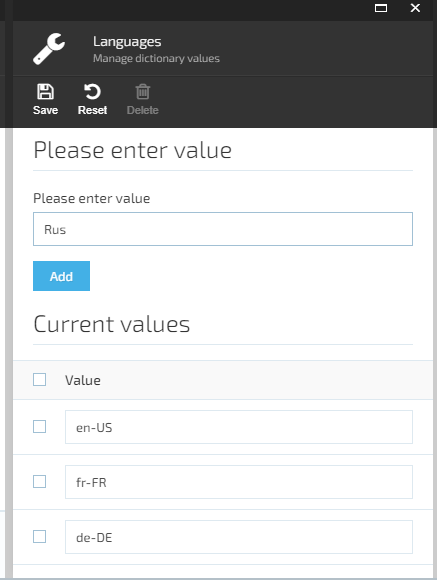 Languages
Manage dictionary values
Save Reset Delete
Please enter value
Please enter value
Rus
Add
Current values
Value
en-US
fr-FR
de-DE